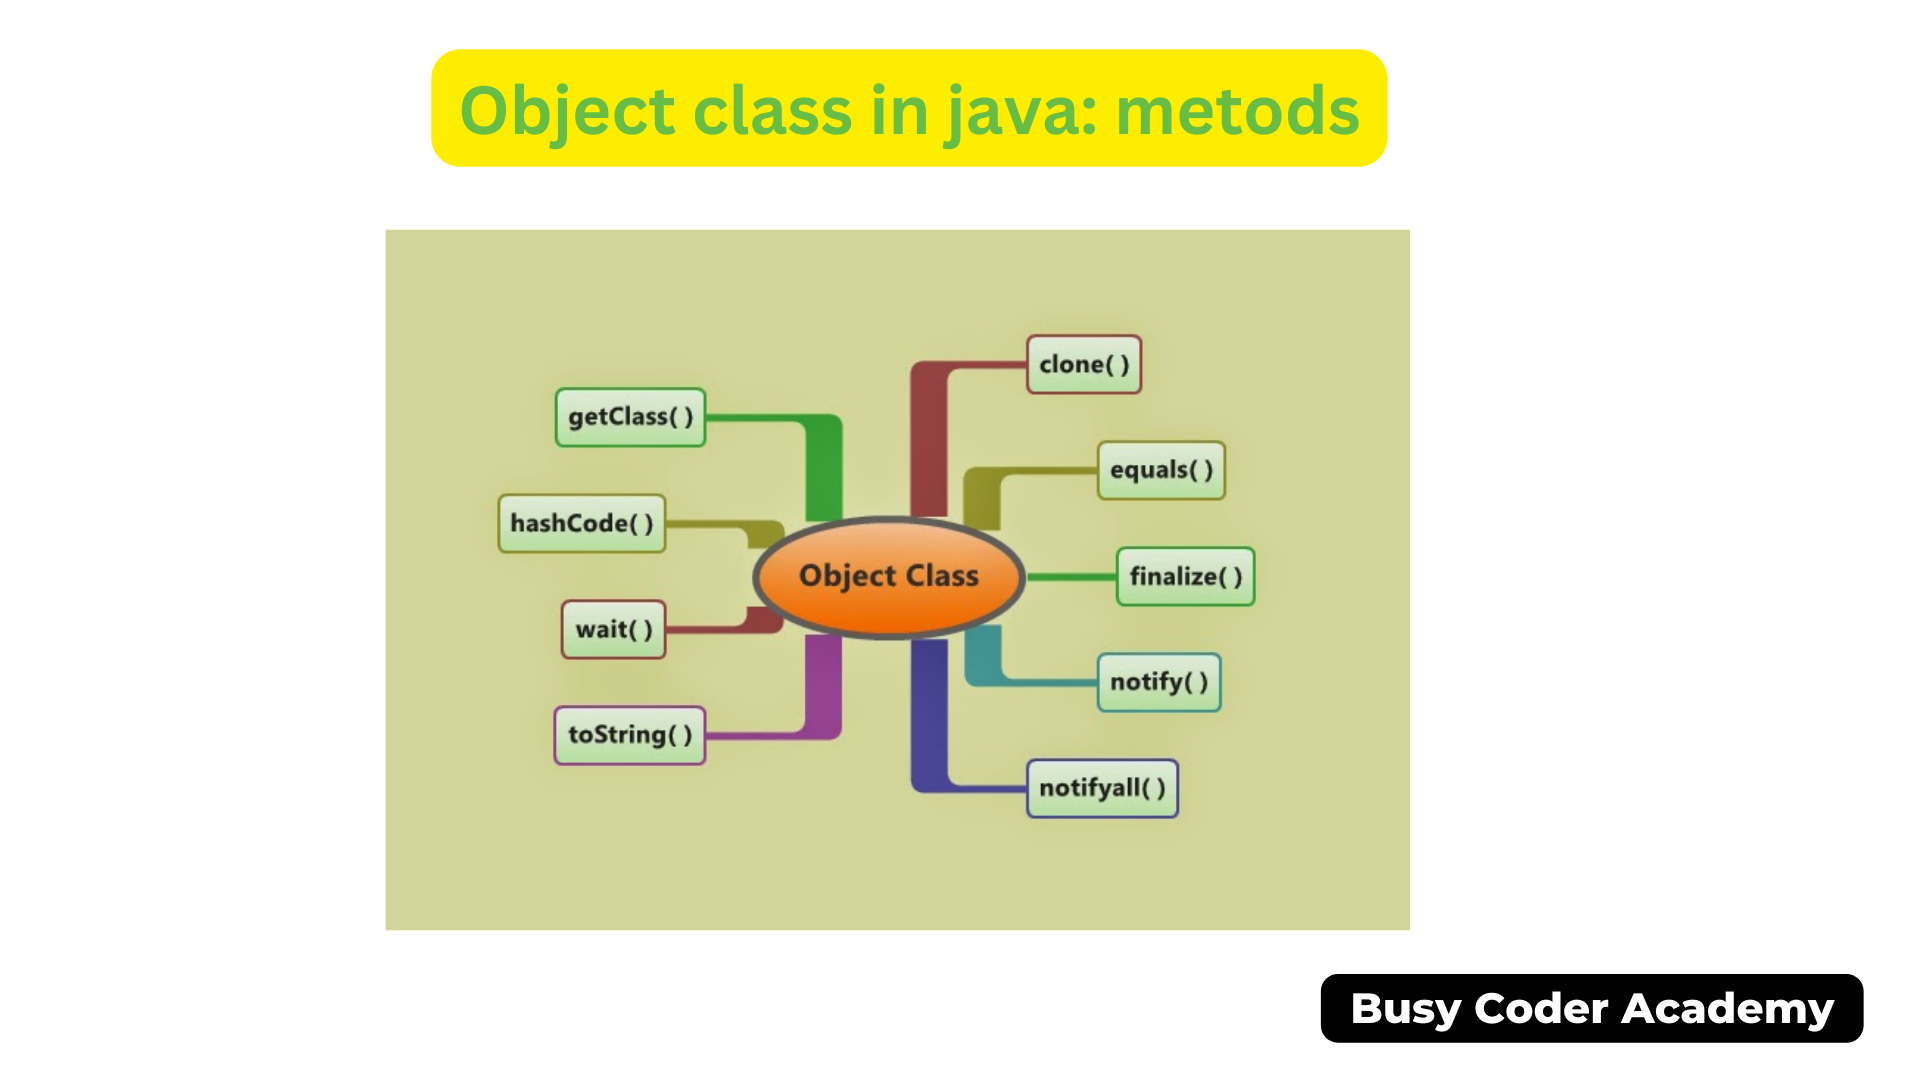 Object class in java: metods
clone( )
getClass( )
equals( )
hashCode( )
Object Class
finalize( )
wait( )
notify( )
toString( )
notifyall( )
Busy Coder Academy